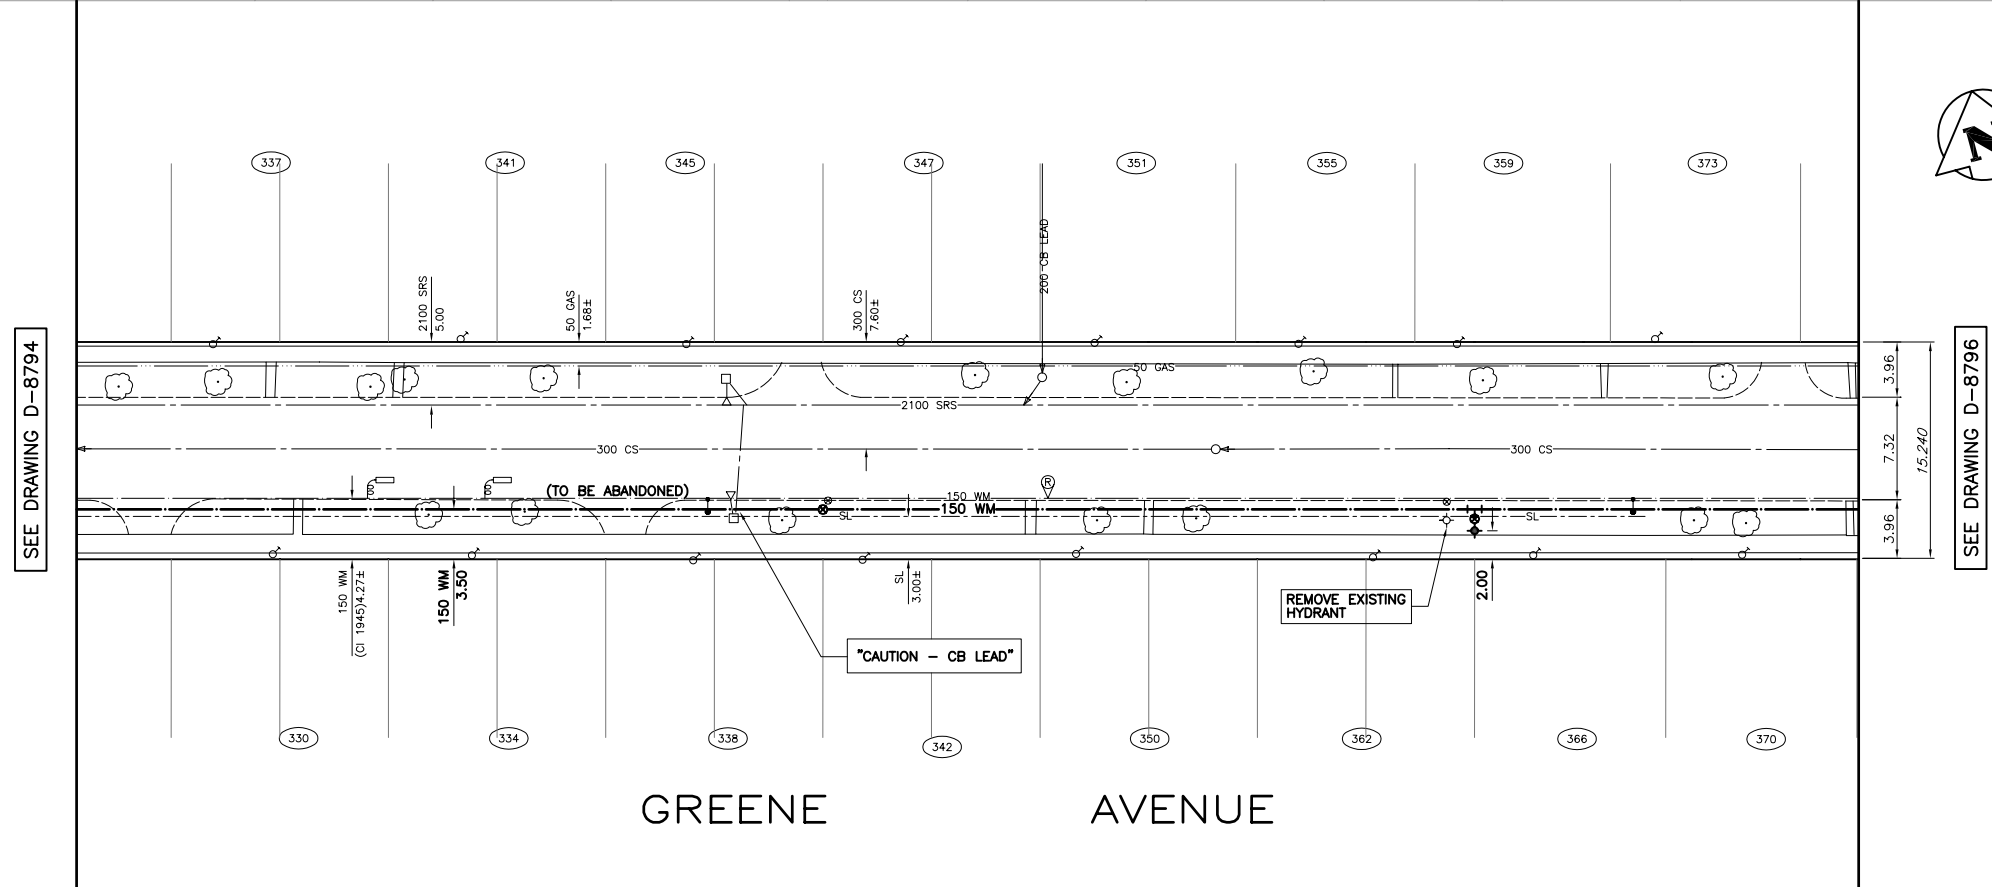 337
341
345
347
351
355
359
373
N
200 CB LEAD
2100 SRS
5.00
50 GAS
1.68±
300 CS
7.60±
SEE DRAWING D-8794
SEE DRAWING D-8796
3.96
7.32
3.96
15.240
50 GAS
2100 SRS
300 CS
300 CS
(TO BE ABANDONED)
R
150 WM
150 WM
SL
SL
150 WM
(CI 1945)4.27±
150 WM
3.50
SL
3.00±
2.00
REMOVE EXISTING
HYDRANT
"CAUTION - CB LEAD"
330
334
338
342
350
362
366
370
GREENE AVENUE